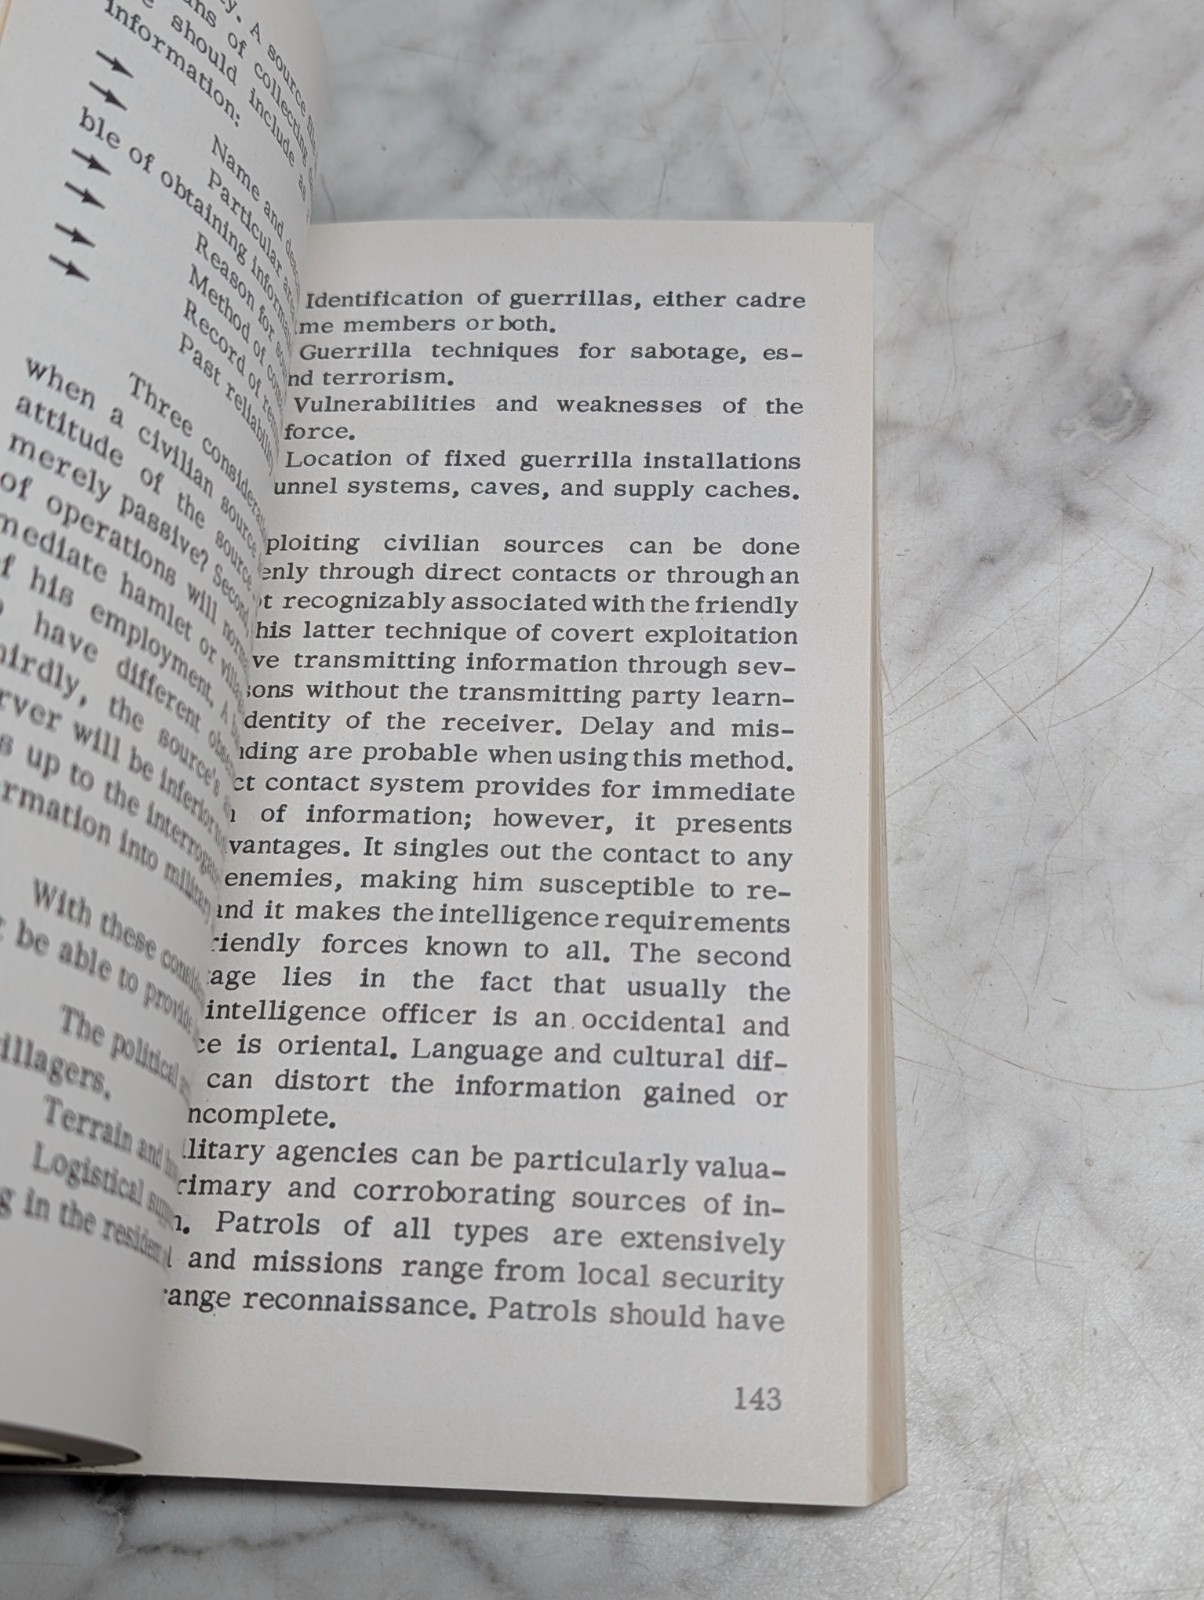 y. A source
of collecting
should include as
information:
Name and
Particular
ble of obtaining
Reason for
Method of
Record of
Past
Three
when a civilian source
attitude of the source
merely passive? Second,
of operations will
mediate hamlet or
f his employment. A
have different
hirdly, the source's
rver will be inferior
s up to the
rmation into military
With these
be able to provide
The political
illagers.
Terrain and
Logistical
g in the
Identification of guerrillas, either cadre
me members or both.
Guerrilla techniques for sabotage, es-
nd terrorism.
Vulnerabilities and weaknesses of the
force.
Location of fixed guerrilla installations
unnel systems, caves, and supply caches.
ploiting civilian sources can be done
enly through direct contacts or through an
t recognizably associated with the friendly
his latter technique of covert exploitation
ve transmitting information through sev-
ons without the transmitting party learn-
dentity of the receiver. Delay and mis-
ding are probable when using this method.
ct contact system provides for immediate
of information; however, it presents
vantages. It singles out the contact to any
enemies, making him susceptible to re-
and it makes the intelligence requirements
riendly forces known to all. The second
age lies in the fact that usually the
intelligence officer is an occidental and
ce is oriental. Language and cultural dif-
can distort the information gained or
ncomplete.
litary agencies can be particularly valua-
rimary and corroborating sources of in-
n. Patrols of all types are extensively
and missions range from local security
range reconnaissance. Patrols should have
143